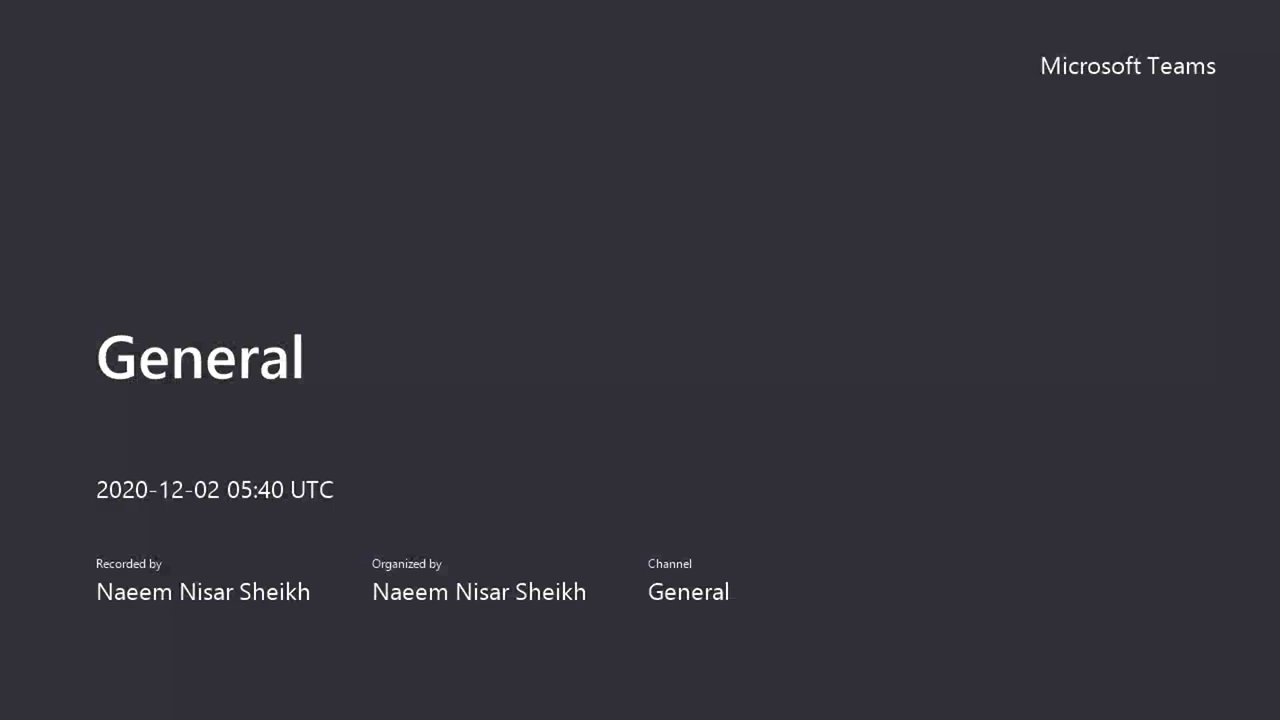 Microsoft Teams
General
2020-12-02 05:40 UTC
Recorded by
Naeem Nisar Sheikh
Organized by
Naeem Nisar Sheikh
Channel
General